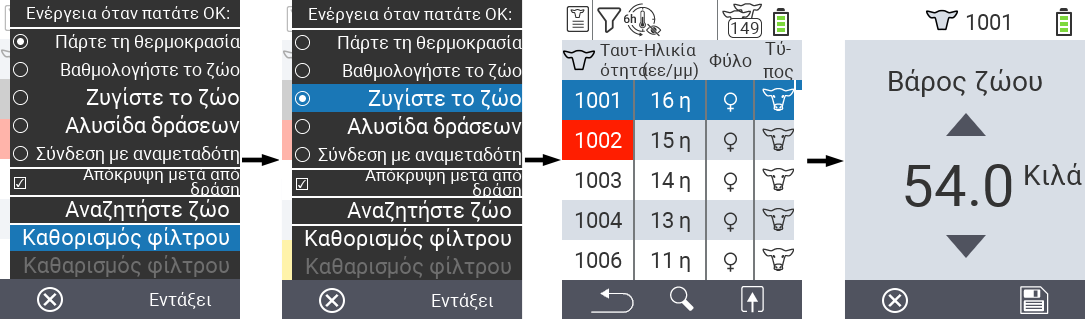 Ενέργεια όταν πατάτε OK:
Πάρτε τη θερμοκρασία
Βαθμολογήστε το ζώο
Ζυγίστε το ζώο
Αλυσίδα δράσεων
Σύνδεση με αναμεταδότη
Απόκρυψη μετά από
δράση
Αναζητήστε ζώο
Καθορισμός φίλτρου
Καθαρισμός φίλτρου
Εντάξει
Ενέργεια όταν πατάτε OK:
Πάρτε τη θερμοκρασία
Βαθμολογήστε το ζώο
Ζυγίστε το ζώο
Αλυσίδα δράσεων
Σύνδεση με αναμεταδότη
Απόκρυψη μετά από
δράση
Αναζητήστε ζώο
Καθορισμός φίλτρου
Καθαρισμός φίλτρου
Εντάξει
6h 149
Ταυτ- Ηλικία Φύλο Τύ-
ότητα (εε/μμ) πος
1001 16 η
1002 15 η
1003 14 η
1004 13 η
1006 11 η
1001
Βάρος ζώου
54.0 Κιλά